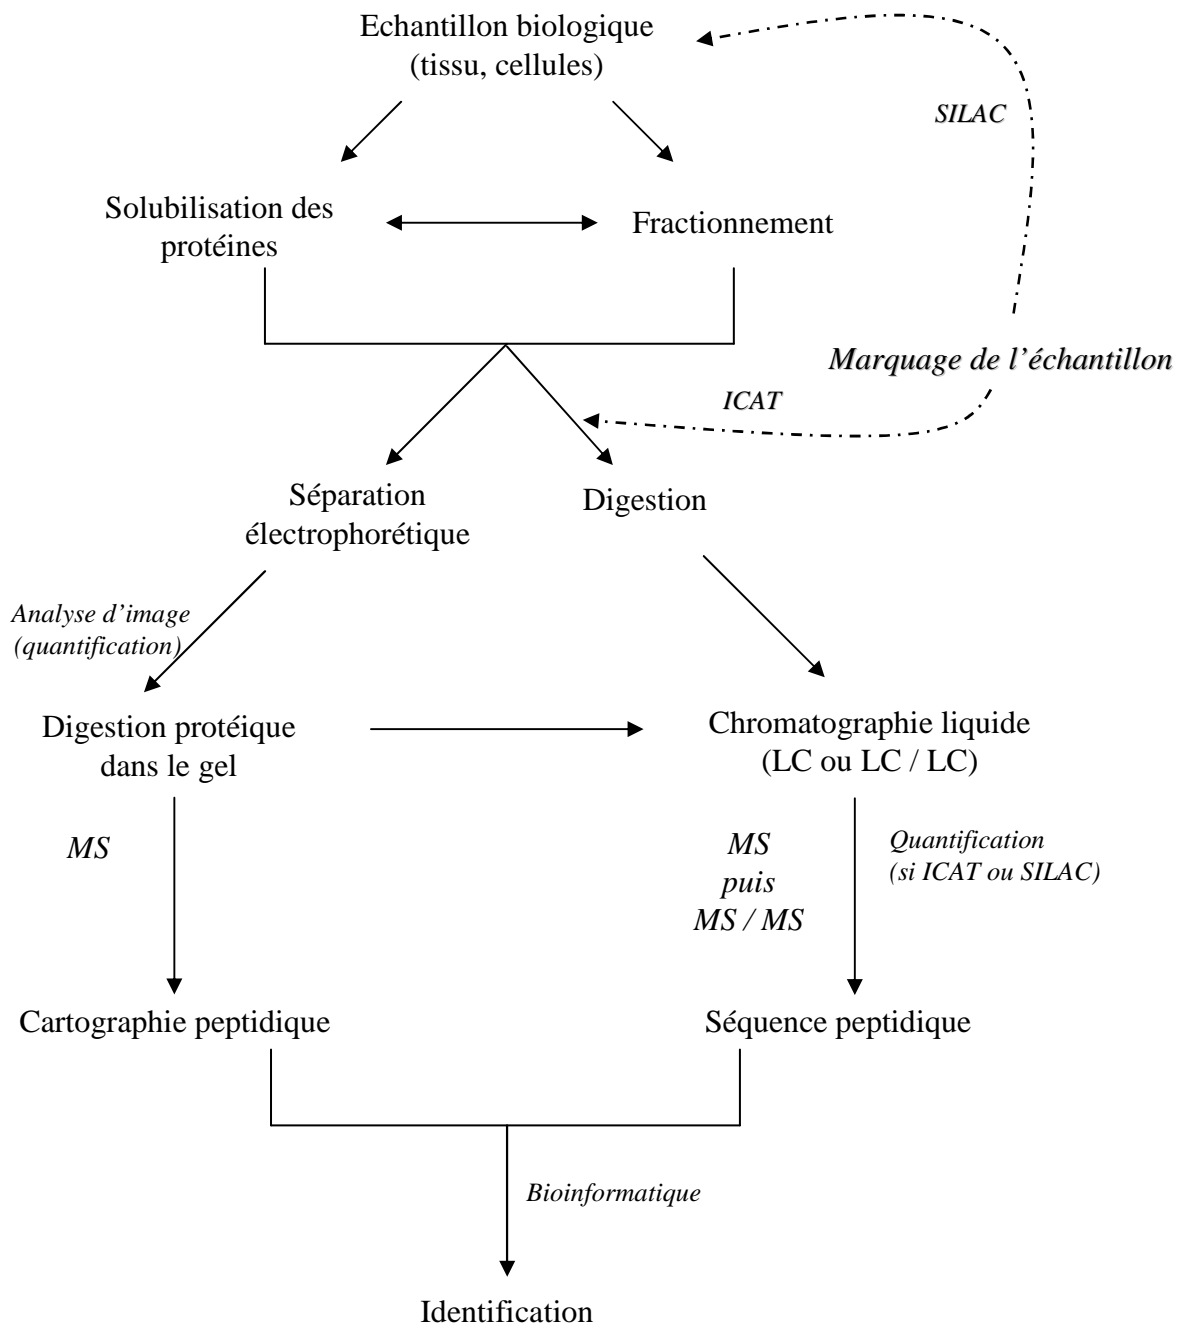 Echantillon biologique
(tissu, cellules)
SILAC
Solubilisation des
protéines
Fractionnement
Marquage de l’échantillon
ICAT
Séparation
électrophorétique
Digestion
Analyse d’image
(quantification)
Digestion protéique
dans le gel
Chromatographie liquide
(LC ou LC / LC)
MS
MS
puis
MS / MS
Quantification
(si ICAT ou SILAC)
Cartographie peptidique
Séquence peptidique
Bioinformatique
Identification